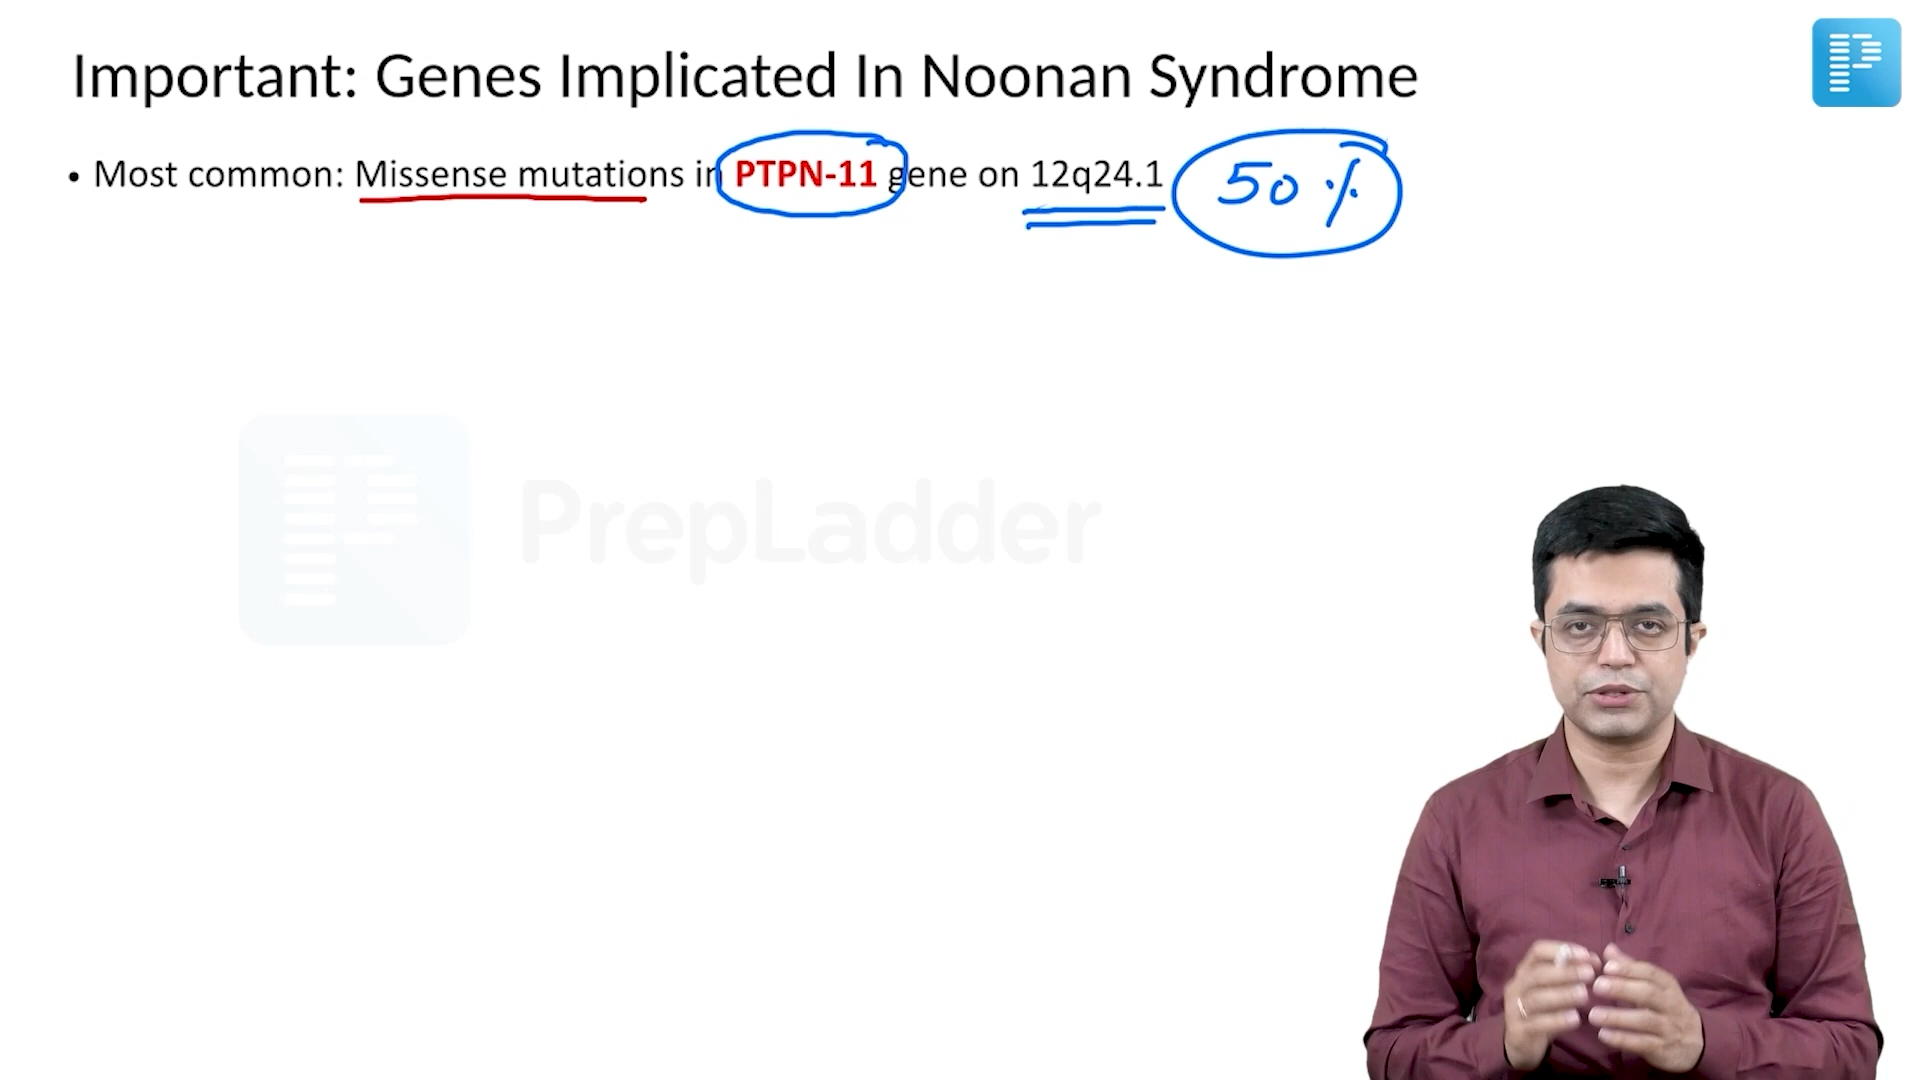 Important: Genes Implicated In Noonan Syndrome
• Most common: Missense mutations in PTPN-11 gene on 12q24.1 50 %
PrepLadder